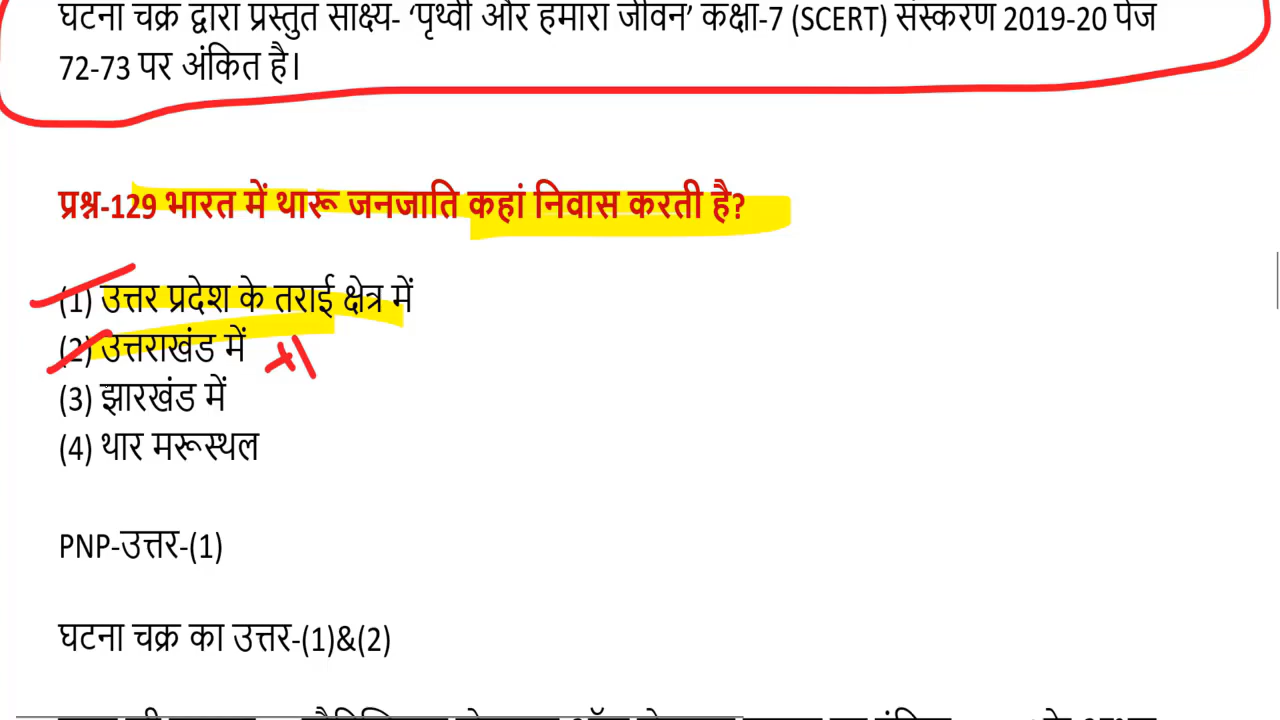 घटना चक्र द्वारा प्रस्तुत साक्ष्य- ‘पृथ्वी और हमारा जीवन’ कक्षा-7 (SCERT) संस्करण 2019-20 पेज
72-73 पर अंकित है।
प्रश्न-129 भारत में थारू जनजाति कहां निवास करती है?
(1) उत्तर प्रदेश के तराई क्षेत्र में
(2) उत्तराखंड में
(3) झारखंड में
(4) थार मरूस्थल
PNP-उत्तर-(1)
घटना चक्र का उत्तर-(1)&(2)